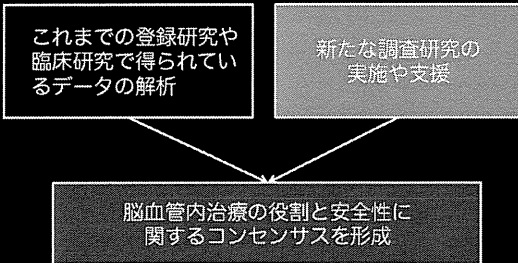 これまでの登録研究や
臨床研究で得られてい
るデータの解析
新たな調査研究の
実施や支援
脳血管内治療の役割と安全性に
関するコンセンサスを形成